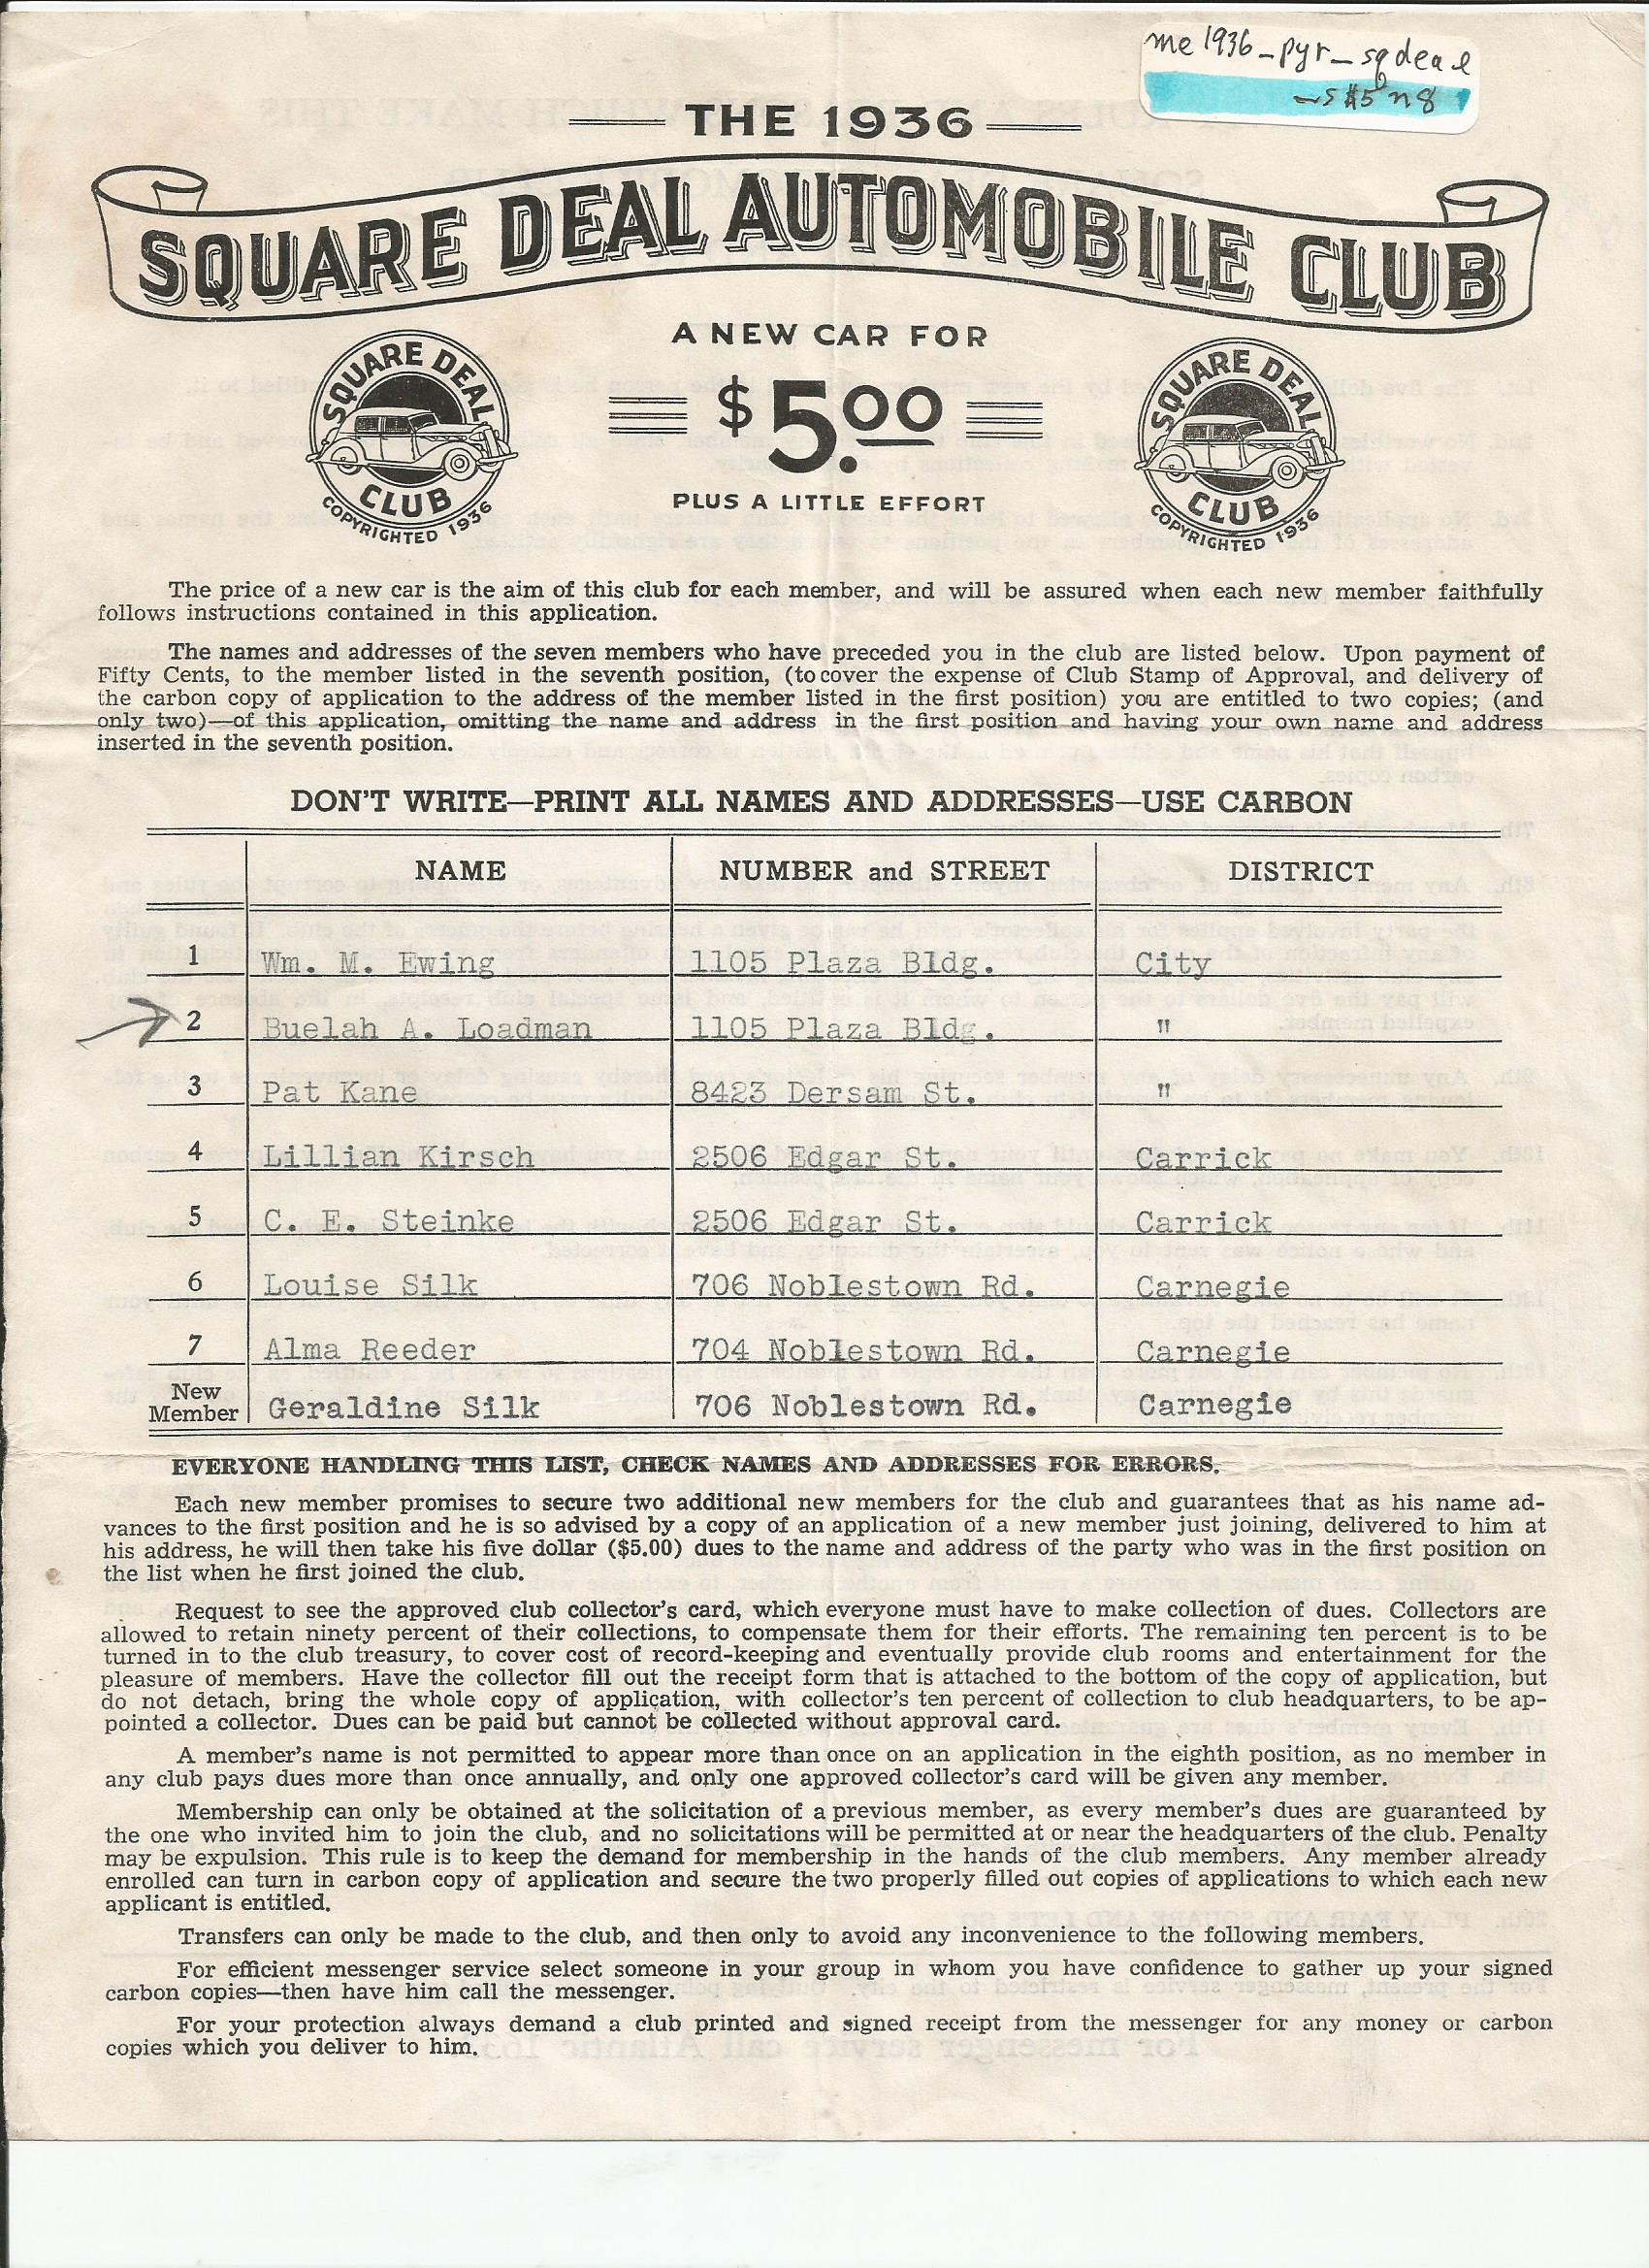 me 1936_pyr_sqdeal
_s$5 n8
THE 1936
SQUARE DEAL AUTOMOBILE CLUB
A NEW CAR FOR
$5.00
PLUS A LITTLE EFFORT
SQUARE DEAL
CLUB
COPYRIGHTED 1936
SQUARE DEAL
CLUB
COPYRIGHTED 1936
The price of a new car is the aim of this club for each member, and will be assured when each new member faithfully
follows instructions contained in this application.
The names and addresses of the seven members who have preceded you in the club are listed below. Upon payment of
Fifty Cents, to the member listed in the seventh position, (to cover the expense of Club Stamp of Approval, and delivery of
the carbon copy of application to the address of the member listed in the first position) you are entitled to two copies; (and
only two)—of this application, omitting the name and address in the first position and having your own name and address
inserted in the seventh position.
DON'T WRITE—PRINT ALL NAMES AND ADDRESSES—USE CARBON
NAME NUMBER and STREET DISTRICT
1 Wm. M. Ewing 1105 Plaza Bldg. City
2 Buelah A. Loadman 1105 Plaza Bldg. "
3 Pat Kane 8423 Dersam St. "
4 Lillian Kirsch 2506 Edgar St. Carrick
5 C. E. Steinke 2506 Edgar St. Carrick
6 Louise Silk 706 Noblestown Rd. Carnegie
7 Alma Reeder 704 Noblestown Rd. Carnegie
New
Member Geraldine Silk 706 Noblestown Rd. Carnegie
EVERYONE HANDLING THIS LIST, CHECK NAMES AND ADDRESSES FOR ERRORS.
Each new member promises to secure two additional new members for the club and guarantees that as his name ad-
vances to the first position and he is so advised by a copy of an application of a new member just joining, delivered to him at
his address, he will then take his five dollar ($5.00) dues to the name and address of the party who was in the first position on
the list when he first joined the club.
Request to see the approved club collector's card, which everyone must have to make collection of dues. Collectors are
allowed to retain ninety percent of their collections, to compensate them for their efforts. The remaining ten percent is to be
turned in to the club treasury, to cover cost of record-keeping and eventually provide club rooms and entertainment for the
pleasure of members. Have the collector fill out the receipt form that is attached to the bottom of the copy of application, but
do not detach, bring the whole copy of application, with collector's ten percent of collection to club headquarters, to be ap-
pointed a collector. Dues can be paid but cannot be collected without approval card.
A member's name is not permitted to appear more than once on an application in the eighth position, as no member in
any club pays dues more than once annually, and only one approved collector's card will be given any member.
Membership can only be obtained at the solicitation of a previous member, as every member's dues are guaranteed by
the one who invited him to join the club, and no solicitations will be permitted at or near the headquarters of the club. Penalty
may be expulsion. This rule is to keep the demand for membership in the hands of the club members. Any member already
enrolled can turn in carbon copy of application and secure the two properly filled out copies of applications to which each new
applicant is entitled.
Transfers can only be made to the club, and then only to avoid any inconvenience to the following members.
For efficient messenger service select someone in your group in whom you have confidence to gather up your signed
carbon copies—then have him call the messenger.
For your protection always demand a club printed and signed receipt from the messenger for any money or carbon
copies which you deliver to him.